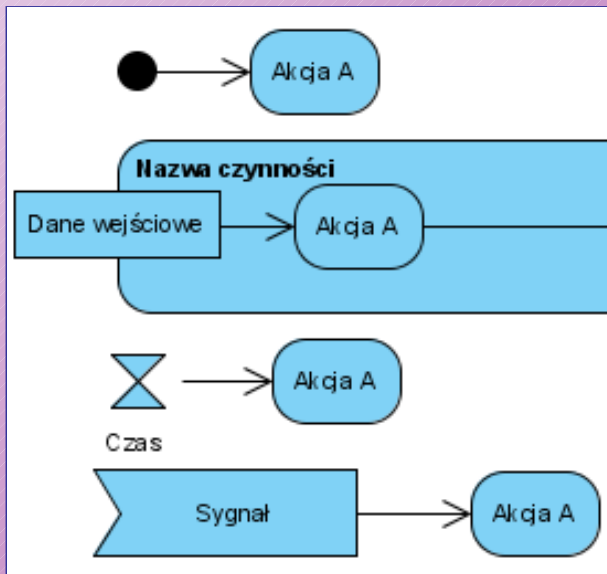 Akcja A
Nazwa czynności
Dane wejściowe
Akcja A
Akcja A
Czas
Sygnał
Akcja A